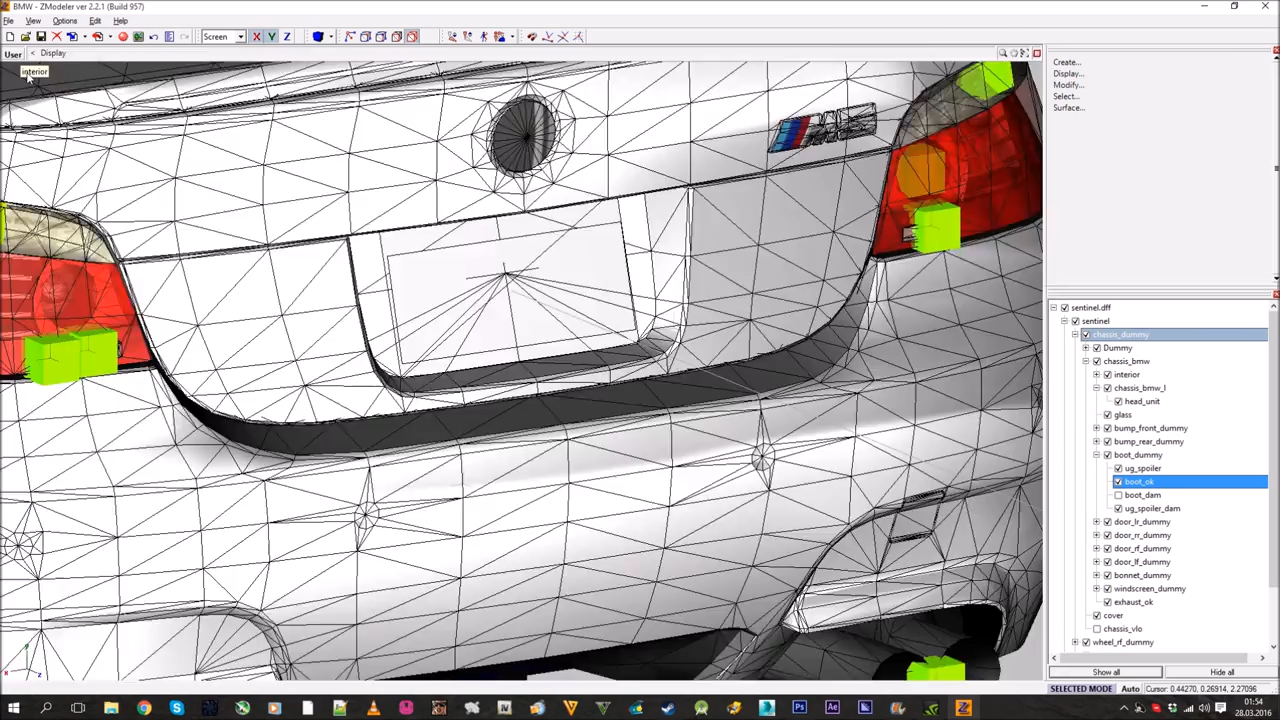 BMW - ZModeler ver 2.2.1 (Build 957)
File View Options Help
Screen X Y Z
User < Display
interior
M5
Create...
Display...
Modify...
Select...
Surface...
sentinel.dff
sentinel
chassis_dummy
Dummy
chassis_bmw
interior
chassis_bmw_l
head_unit
glass
bump_front_dummy
bump_rear_dummy
boot_dummy
ug_spoiler
boot_ok
boot_dam
ug_spoiler_dam
door_lr_dummy
door_rr_dummy
door_rf_dummy
door_lf_dummy
bonnet_dummy
windscreen_dummy
exhaust_ok
cover
chassis_vlo
wheel_rf_dummy
Show all Hide all
SELECTED MODE Auto Cursor: 0.44270, 0.26914, 2.27096
01:54
28.03.2016